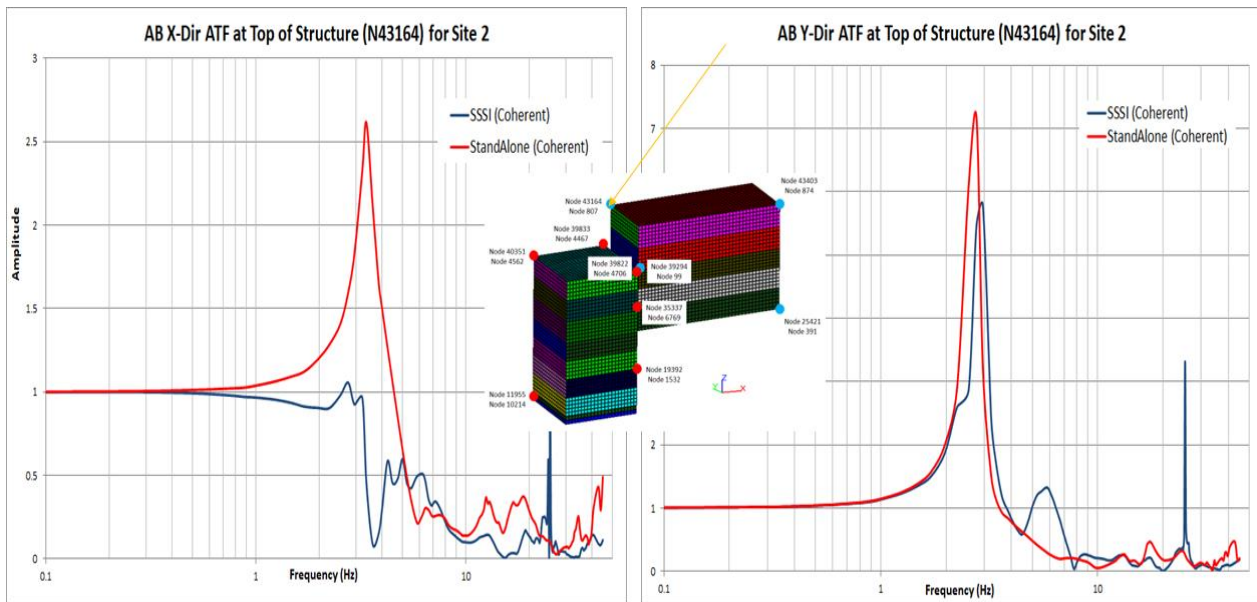 AB X-Dir ATF at Top of Structure (N43164) for Site 2
3
2.5
2
1.5
1
0.5
0
Amplitude
0.1
1
10
Frequency (Hz)
SSSI (Coherent)
StandAlone (Coherent)
Node 43164
Node 807
Node 43403
Node 874
Node 39833
Node 4467
Node 40351
Node 4562
Node 39822
Node 4706
Node 39294
Node 99
Node 35337
Node 6769
Node 25421
Node 391
Node 19392
Node 1532
Node 11955
Node 10214
Z
Y
X
AB Y-Dir ATF at Top of Structure (N43164) for Site 2
8
7
2
1
0
0.1
1
10
Frequency (Hz)
SSSI (Coherent)
StandAlone (Coherent)